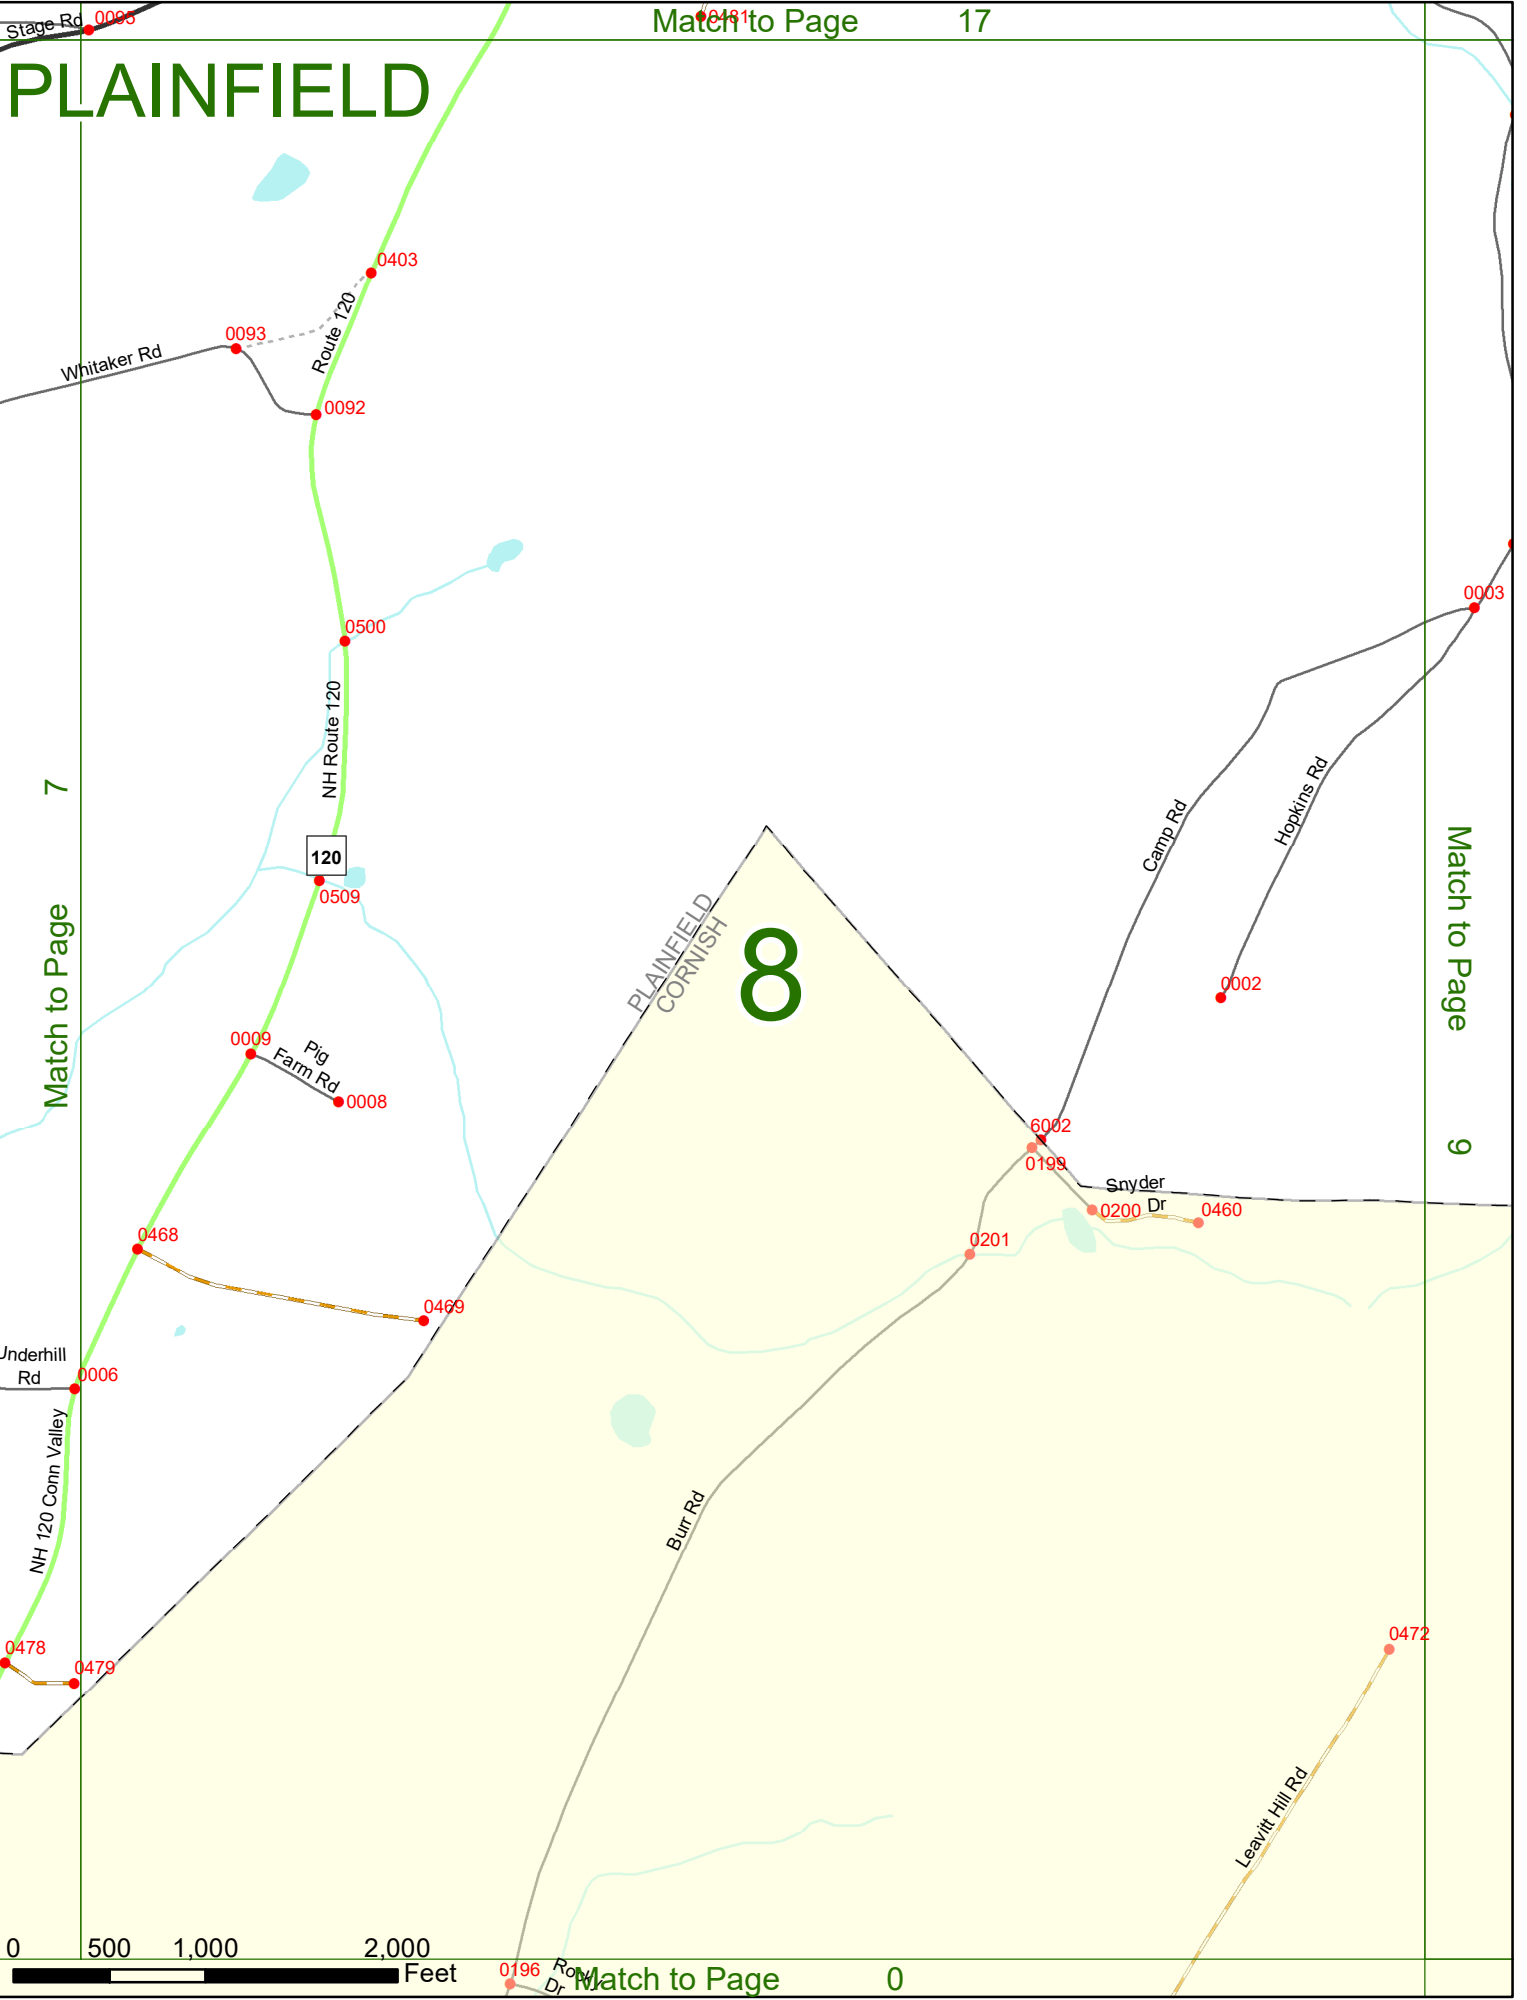 Stage Rd
0095
0481
Match to Page 17
PLAINFIELD
0403
Route 120
0093
Whitaker Rd
0092
0500
0003
NH Route 120
7
Match to Page
120
0509
Camp Rd
Hopkins Rd
Match to Page
9
PLAINFIELD
CORNISH
8
0002
0009
Pig
Farm Rd
0008
6002
0199
Snyder
Dr
0200
0460
0468
0201
0469
Underhill
Rd
0006
NH 120 Conn Valley
Burr Rd
0478
0479
0472
Leavitt Hill Rd
0 500 1,000 2,000
Feet
0196
Rocky
Dr
Match to Page 0